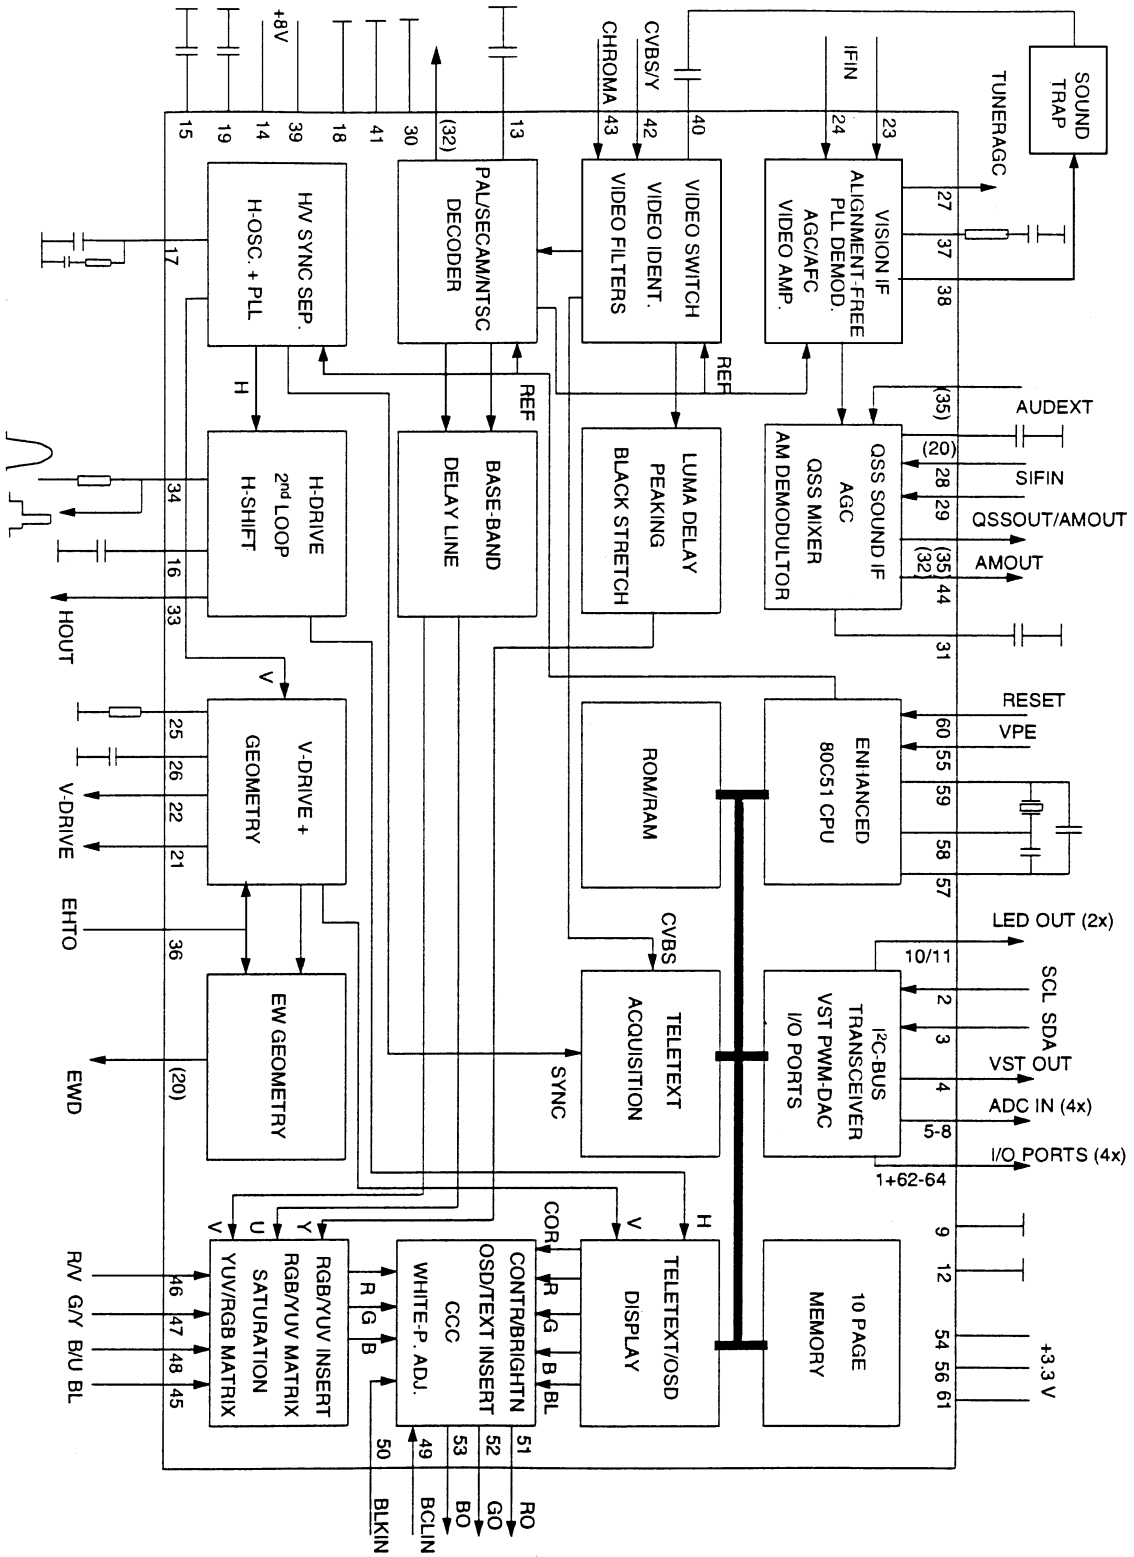 SOUND
TRAP
TUNERAGC
IFIN
CVBS/Y
CHROMA
+8V
23
24
40
42
43
13
(32)
30
41
18
39
14
19
15
27
37
38
VISION IF
ALIGNMENT-FREE
PLL DEMOD.
AGC/AFC
VIDEO AMP.
VIDEO SWITCH
VIDEO IDENT.
VIDEO FILTERS
PAL/SECAM/NTSC
DECODER
H/V SYNC SEP.
H-OSC. + PLL
17
REF
REF
H
AUDEXT
(35)
(20)
SIFIN
28
29
QSSOUT/AMOUT
AMOUT
(35)
(32)
44
31
QSS SOUND IF
AGC
QSS MIXER
AM DEMODULTOR
LUMA DELAY
PEAKING
BLACK STRETCH
BASE-BAND
DELAY LINE
H-DRIVE
2nd LOOP
H-SHIFT
34
16
33
HOUT
V
RESET
VPE
60
55
59
58
57
ENHANCED
80C51 CPU
ROM/RAM
V-DRIVE +
GEOMETRY
25
26
22
21
V-DRIVE
EHTO
36
LED OUT (2x)
10/11
SCL
SDA
2
3
VST OUT
4
ADC IN (4x)
5-8
I/O PORTS (4x)
1+62-64
I²C-BUS
TRANSCEIVER
VST PWM-DAC
I/O PORTS
CVBS
TELETEXT
ACQUISITION
SYNC
EW GEOMETRY
(20)
EWD
H
V
COR
R
G
B
BL
9
12
54
56
61
+3.3 V
10 PAGE
MEMORY
TELETEXT/OSD
DISPLAY
CONTR/BRIGHTN
OSD/TEXT INSERT
CCC
WHITE-P. ADJ.
R
G
B
Y
U
V
RGB/YUV INSERT
RGB/YUV MATRIX
SATURATION
YUV/RGB MATRIX
R/V
G/Y
B/U
BL
46
47
48
45
51
52
53
49
50
RO
GO
BO
BCLIN
BLKIN